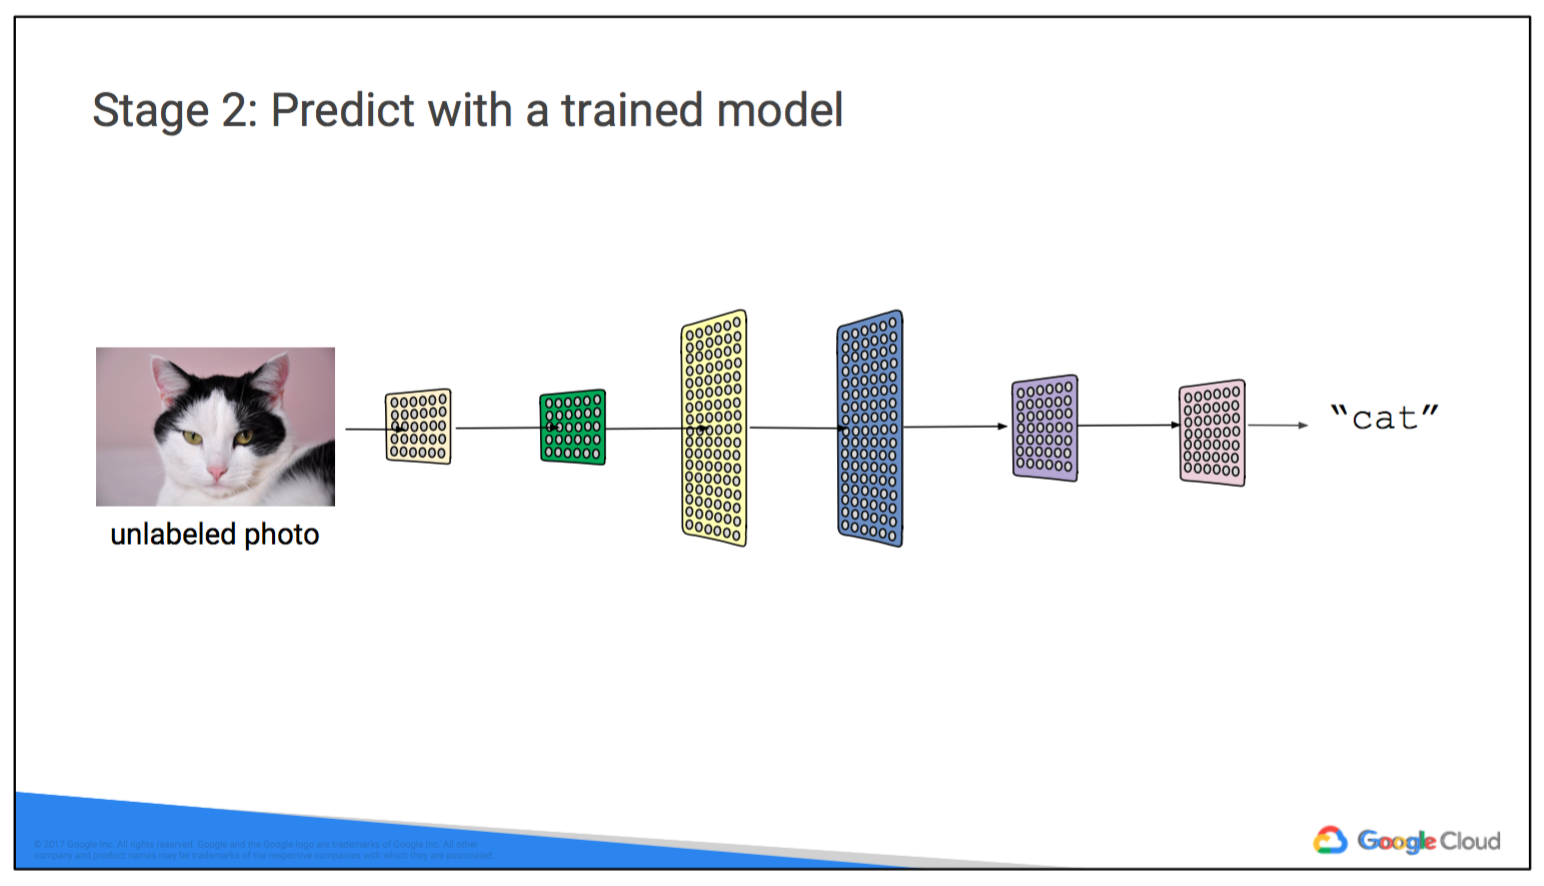 Stage 2: Predict with a trained model
unlabeled photo
“cat”
© 2017 Google Inc. All rights reserved. Google and the Google logo are trademarks of Google Inc. All other
company and product names may be trademarks of the respective companies with which they are associated.
Google Cloud